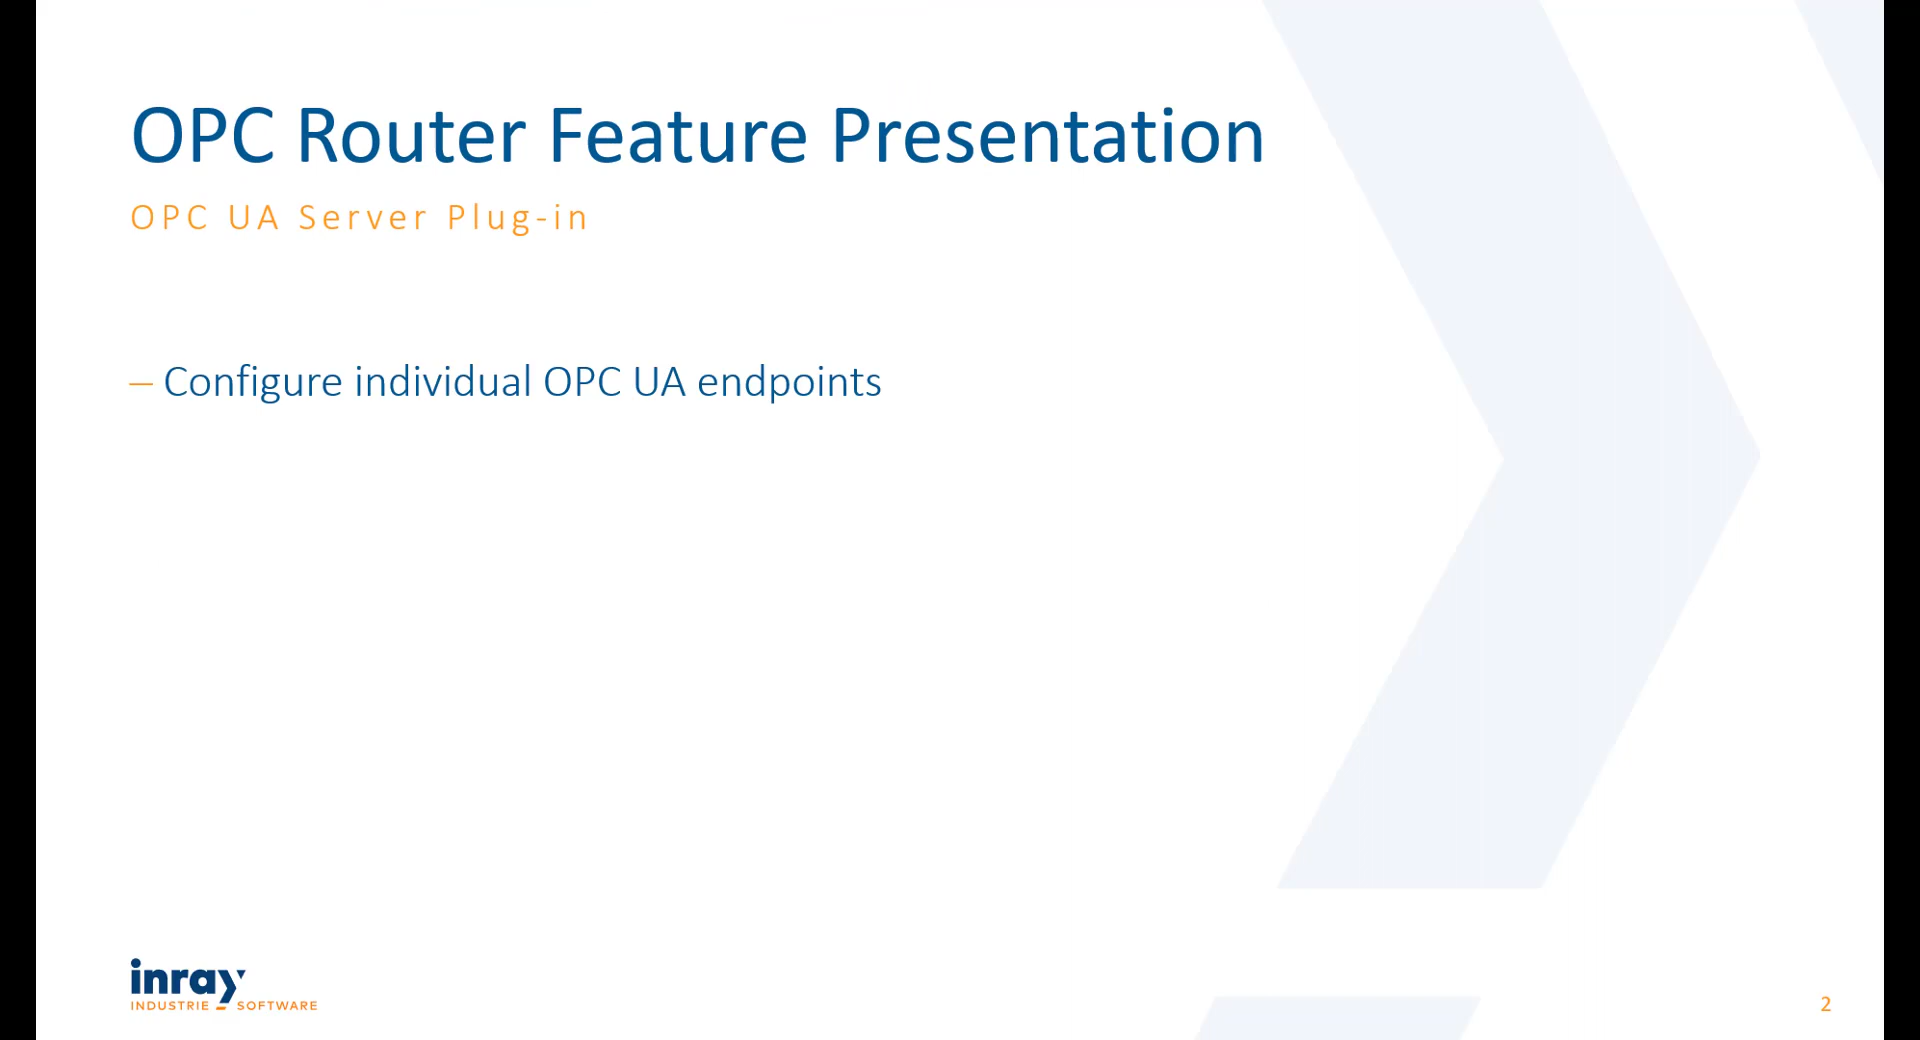 OPC Router Feature Presentation
OPC UA Server Plug-in
– Configure individual OPC UA endpoints
inray
INDUSTRIE SOFTWARE
2